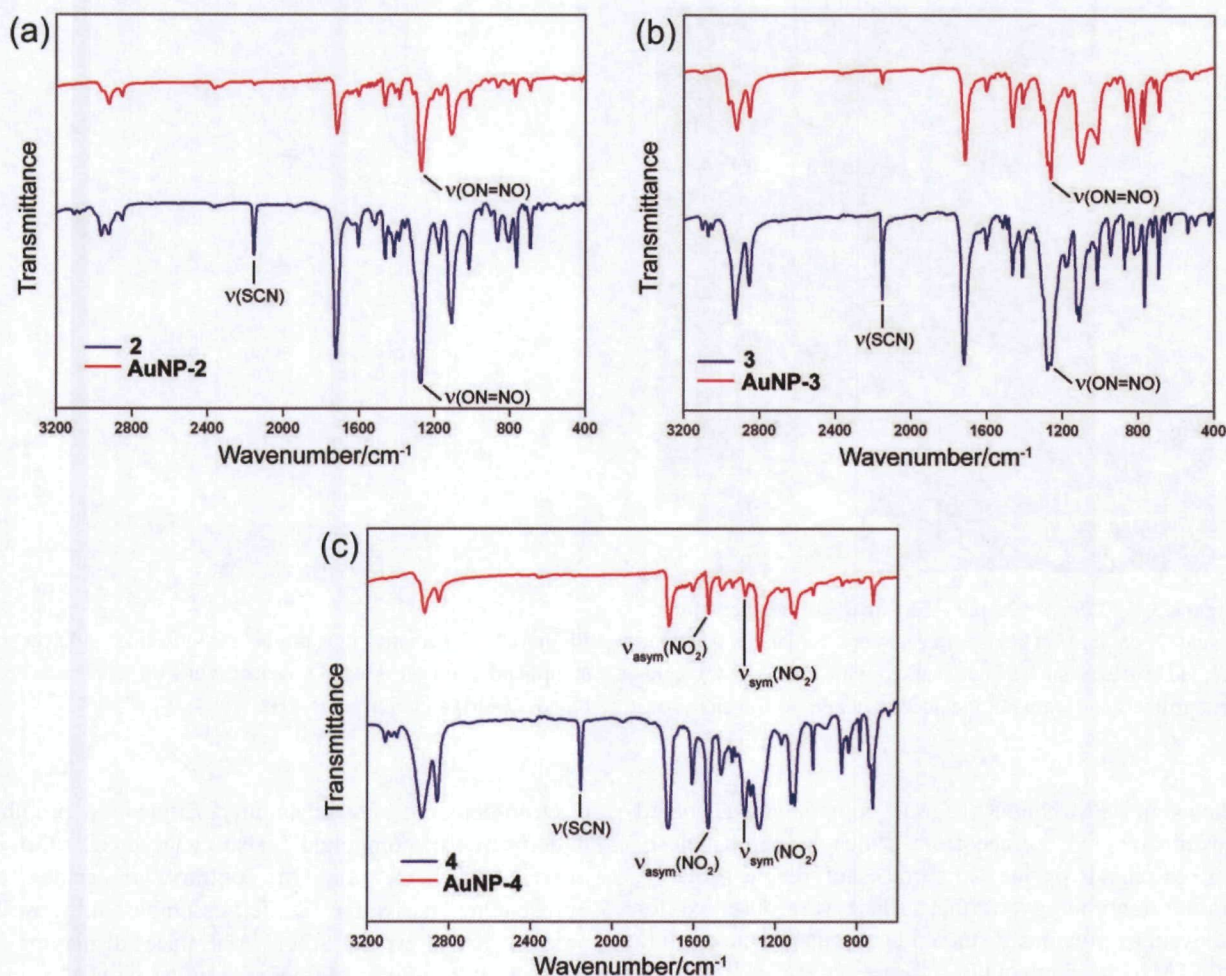 (a)
Transmittance
ν(ON=NO)
ν(SCN)
2
AuNP-2
ν(ON=NO)
3200 2800 2400 2000 1600 1200 800 400
Wavenumber/cm⁻¹
(b)
Transmittance
ν(ON=NO)
ν(SCN)
3
AuNP-3
ν(ON=NO)
3200 2800 2400 2000 1600 1200 800 400
Wavenumber/cm⁻¹
(c)
Transmittance
νasym(NO₂)
νsym(NO₂)
ν(SCN)
4
AuNP-4
νasym(NO₂)
νsym(NO₂)
3200 2800 2400 2000 1600 1200 800
Wavenumber/cm⁻¹